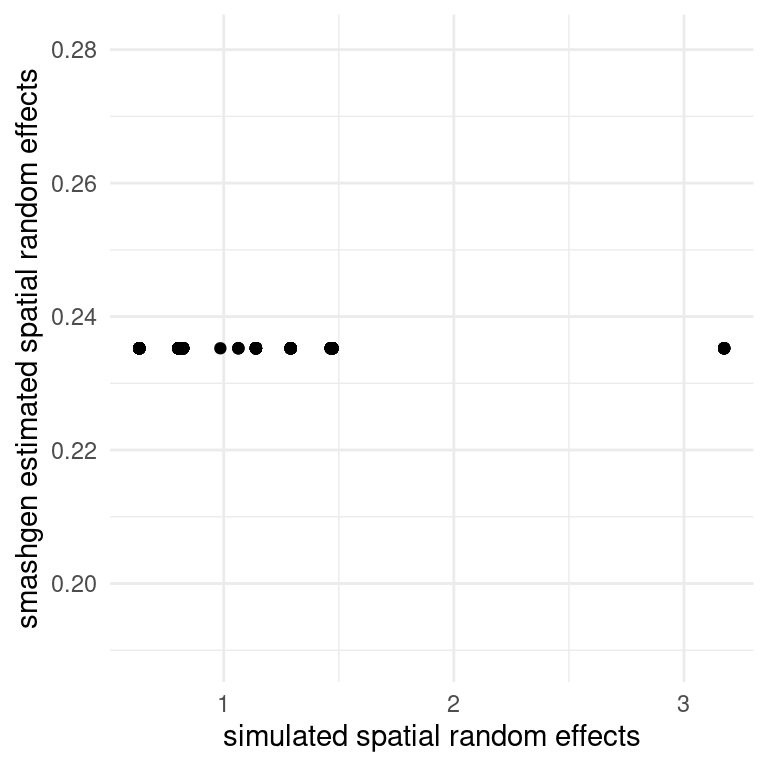 smashgen estimated spatial random effects
0.28
0.26
0.24
0.22
0.20
1 2 3
simulated spatial random effects